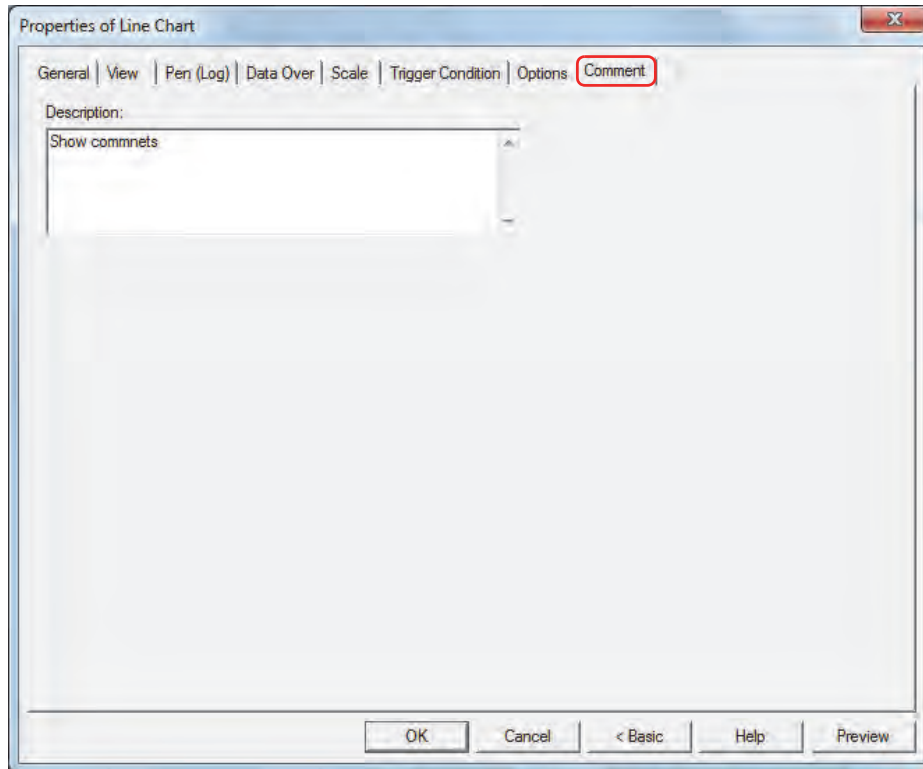 Properties of Line Chart
General View Pen (Log) Data Over Scale Trigger Condition Options Comment
Description:
Show commnets
OK Cancel < Basic Help Preview